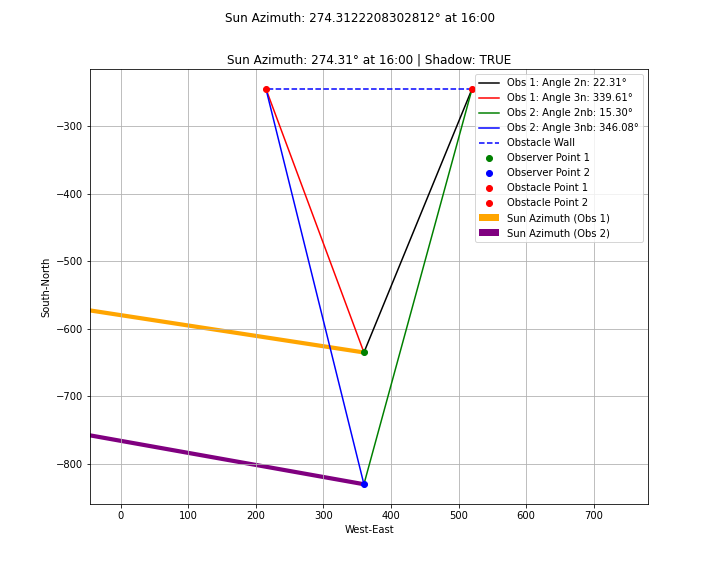 Sun Azimuth: 274.3122208302812° at 16:00
Sun Azimuth: 274.31° at 16:00 | Shadow: TRUE
Obs 1: Angle 2n: 22.31°
Obs 1: Angle 3n: 339.61°
Obs 2: Angle 2nb: 15.30°
Obs 2: Angle 3nb: 346.08°
Obstacle Wall
Observer Point 1
Observer Point 2
Obstacle Point 1
Obstacle Point 2
Sun Azimuth (Obs 1)
Sun Azimuth (Obs 2)
South-North
−300
−400
−500
−600
−700
−800
0 100 200 300 400 500 600 700
West-East